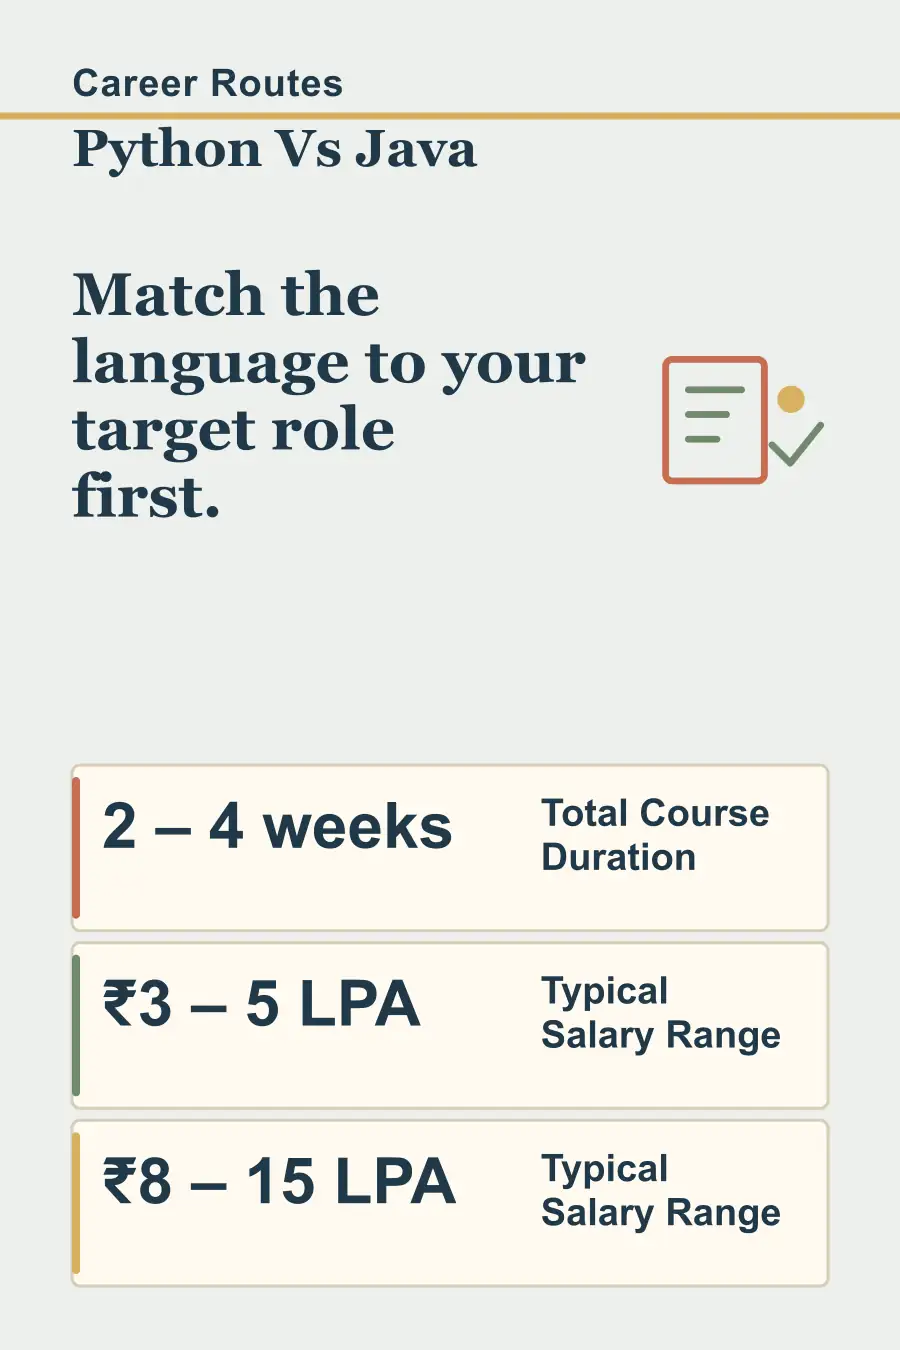 Career Routes
Python Vs Java
Match the
language to your
target role
first.
2 – 4 weeks
Total Course
Duration
₹3 – 5 LPA
Typical
Salary Range
₹8 – 15 LPA
Typical
Salary Range